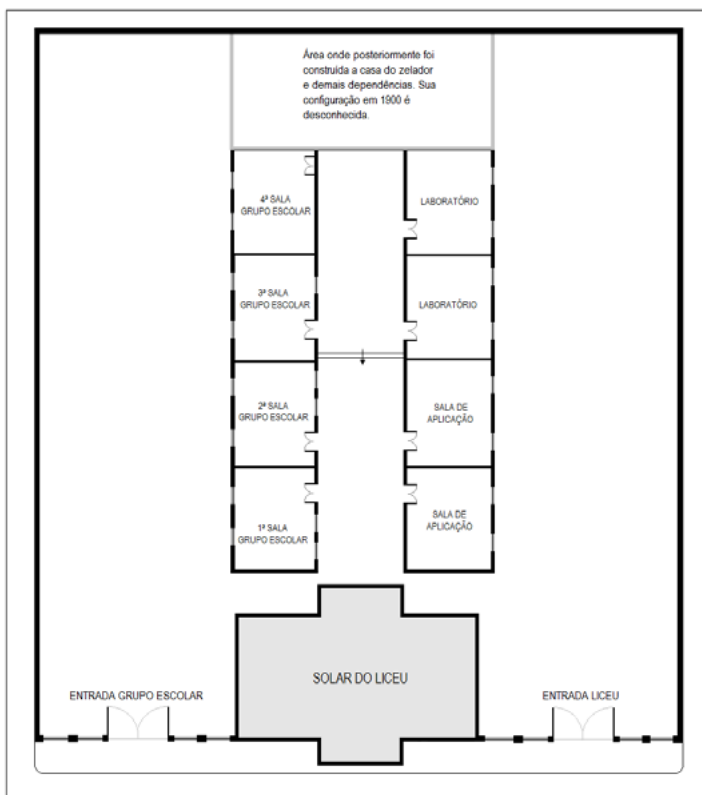 Área onde posteriormente foi
construída a casa do zelador
e demais dependências. Sua
configuração em 1900 é
desconhecida.
4ª SALA
GRUPO ESCOLAR
LABORATÓRIO
3ª SALA
GRUPO ESCOLAR
LABORATÓRIO
2ª SALA
GRUPO ESCOLAR
SALA DE
APLICAÇÃO
1ª SALA
GRUPO ESCOLAR
SALA DE
APLICAÇÃO
SOLAR DO LICEU
ENTRADA GRUPO ESCOLAR
ENTRADA LICEU